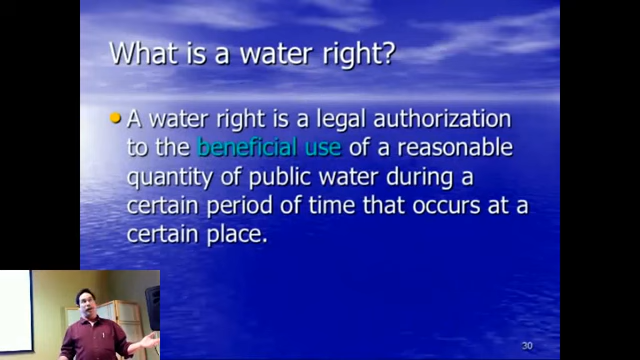 What is a water right?
A water right is a legal authorization
to the beneficial use of a reasonable
quantity of public water during a
certain period of time that occurs at a
certain place.
30